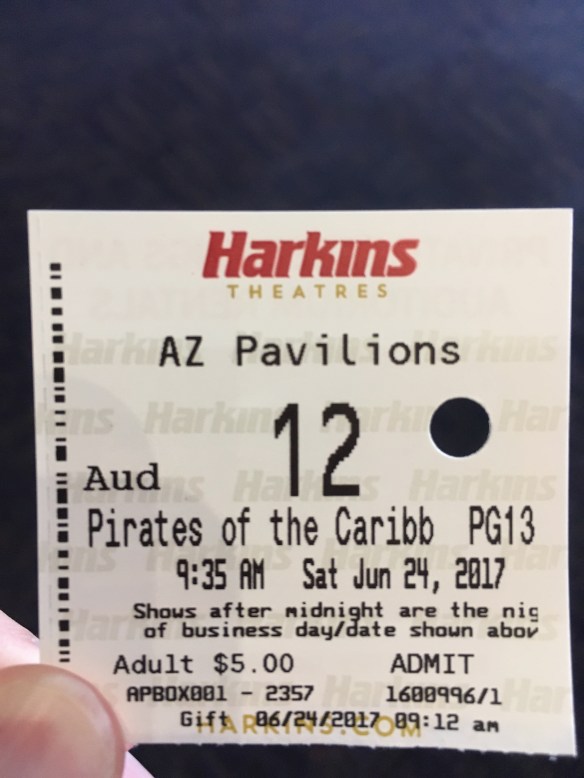 Harkins
THEATRES
AZ Pavilions
Aud 12
Pirates of the Caribb PG13
9:35 AM Sat Jun 24, 2017
Shows after midnight are the nig
of business day/date shown abov
Adult $5.00 ADMIT
APBOX001 - 2357 1600996/1
Gift 06/24/2017 09:12 am
HARKINS.COM